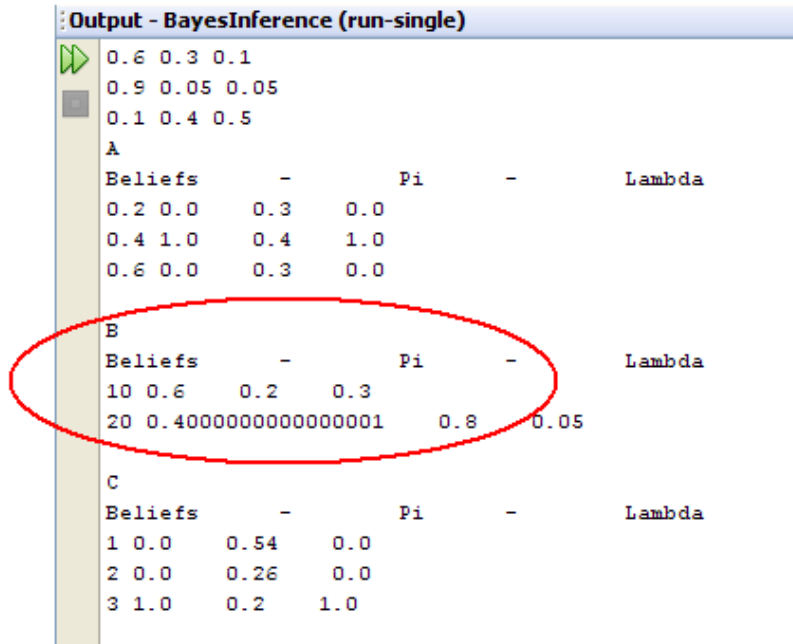 Output - BayesInference (run-single)
0.6 0.3 0.1
0.9 0.05 0.05
0.1 0.4 0.5
A
Beliefs - Pi - Lambda
0.2 0.0 0.3 0.0
0.4 1.0 0.4 1.0
0.6 0.0 0.3 0.0
B
Beliefs - Pi - Lambda
10 0.6 0.2 0.3
20 0.4000000000000001 0.8 0.05
C
Beliefs - Pi - Lambda
1 0.0 0.54 0.0
2 0.0 0.26 0.0
3 1.0 0.2 1.0